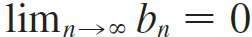 lim_{n→∞} b_n = 0